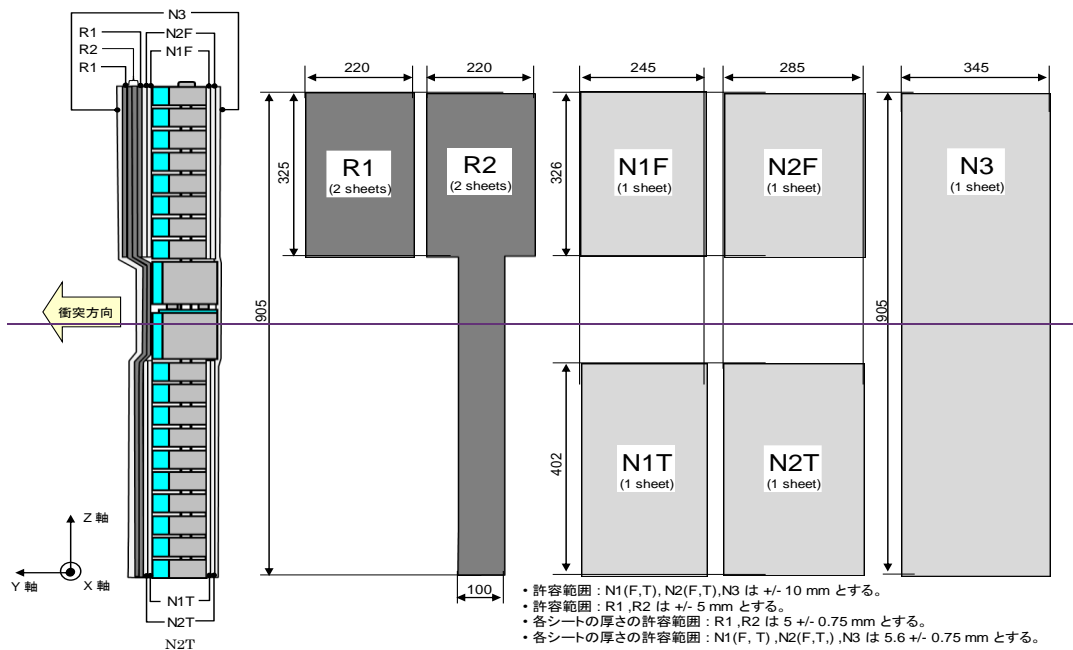 N3
R1
N2F
R2
N1F
R1
220
220
245
285
345
325
905
326
905
R1
(2 sheets)
R2
(2 sheets)
N1F
(1 sheet)
N2F
(1 sheet)
N3
(1 sheet)
衝突方向
402
N1T
(1 sheet)
N2T
(1 sheet)
Z 軸
Y 軸
X 軸
100
N1T
N2T
N2T
・許容範囲 : N1(F,T), N2(F,T),N3 は +/- 10 mm とする。
・許容範囲 : R1 ,R2 は +/- 5 mm とする。
・各シートの厚さの許容範囲 : R1 ,R2 は 5 +/- 0.75 mm とする。
・各シートの厚さの許容範囲 : N1(F, T) ,N2(F,T,) ,N3 は 5.6 +/- 0.75 mm とする。